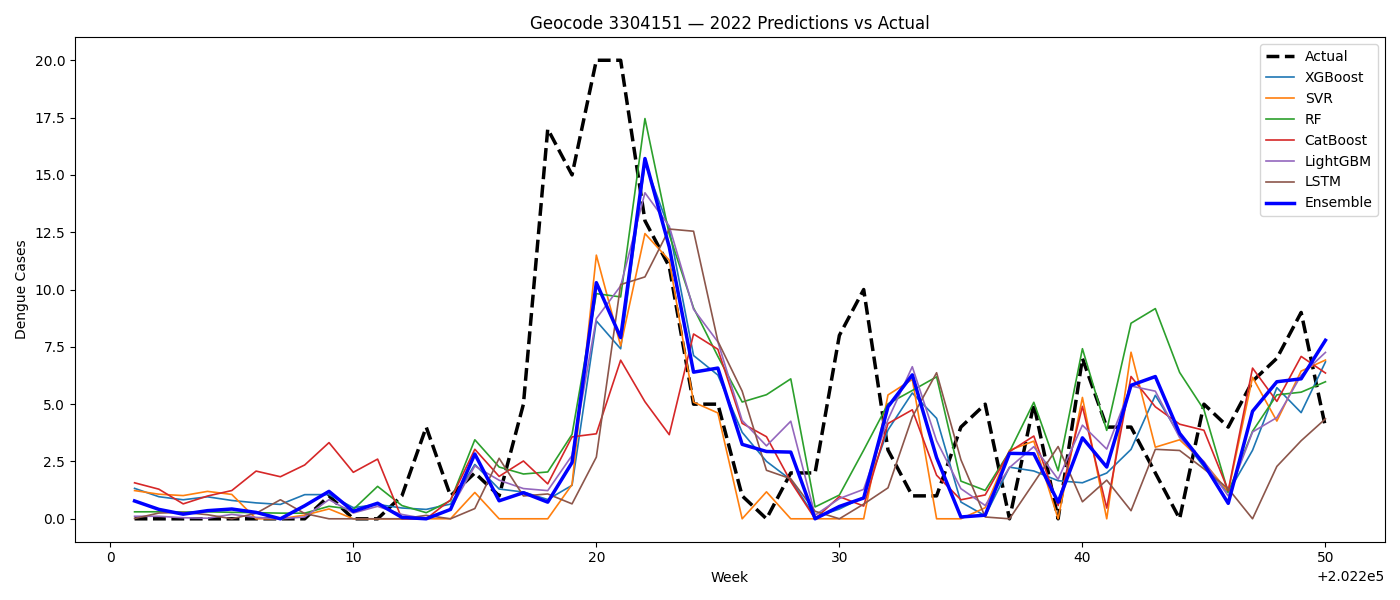 Geocode 3304151 — 2022 Predictions vs Actual
20.0
17.5
15.0
12.5
10.0
7.5
5.0
2.5
0.0
Dengue Cases
Actual
XGBoost
SVR
RF
CatBoost
LightGBM
LSTM
Ensemble
0
10
20
30
40
50
Week
+2.022e5